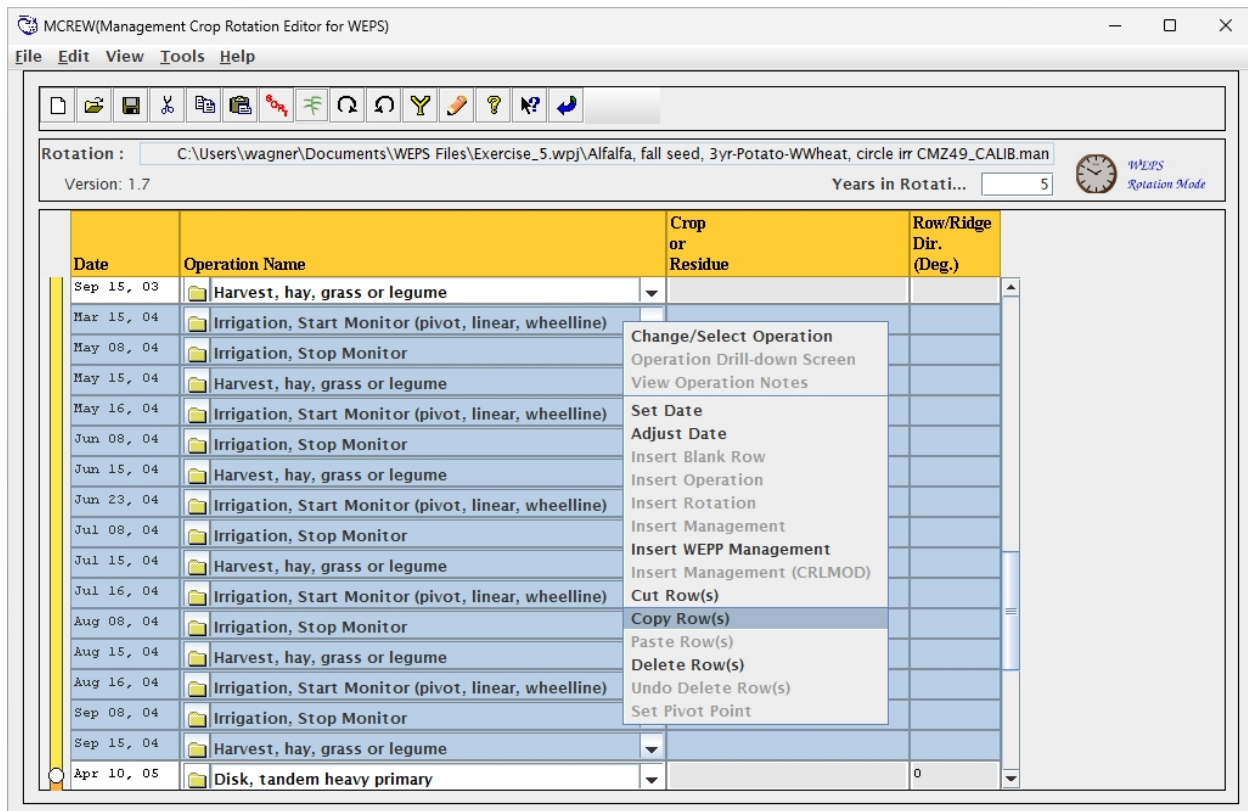 MCREW(Management Crop Rotation Editor for WEPS)
File Edit View Tools Help
SORT
Rotation : C:\Users\wagner\Documents\WEPS Files\Exercise_5.wpj\Alfalfa, fall seed, 3yr-Potato-WWheat, circle irr CMZ49_CALIB.man
Version: 1.7 Years in Rotati... 5
WEPS
Rotation Mode
Date Operation Name Crop or Residue Row/Ridge Dir. (Deg.)
Sep 15, 03 Harvest, hay, grass or legume
Mar 15, 04 Irrigation, Start Monitor (pivot, linear, wheelline)
May 08, 04 Irrigation, Stop Monitor
May 15, 04 Harvest, hay, grass or legume
May 16, 04 Irrigation, Start Monitor (pivot, linear, wheelline)
Jun 08, 04 Irrigation, Stop Monitor
Jun 15, 04 Harvest, hay, grass or legume
Jun 23, 04 Irrigation, Start Monitor (pivot, linear, wheelline)
Jul 08, 04 Irrigation, Stop Monitor
Jul 15, 04 Harvest, hay, grass or legume
Jul 16, 04 Irrigation, Start Monitor (pivot, linear, wheelline)
Aug 08, 04 Irrigation, Stop Monitor
Aug 15, 04 Harvest, hay, grass or legume
Aug 16, 04 Irrigation, Start Monitor (pivot, linear, wheelline)
Sep 08, 04 Irrigation, Stop Monitor
Sep 15, 04 Harvest, hay, grass or legume
Apr 10, 05 Disk, tandem heavy primary 0
Change/Select Operation
Operation Drill-down Screen
View Operation Notes
Set Date
Adjust Date
Insert Blank Row
Insert Operation
Insert Rotation
Insert Management
Insert WEPP Management
Insert Management (CRLMOD)
Cut Row(s)
Copy Row(s)
Paste Row(s)
Delete Row(s)
Undo Delete Row(s)
Set Pivot Point